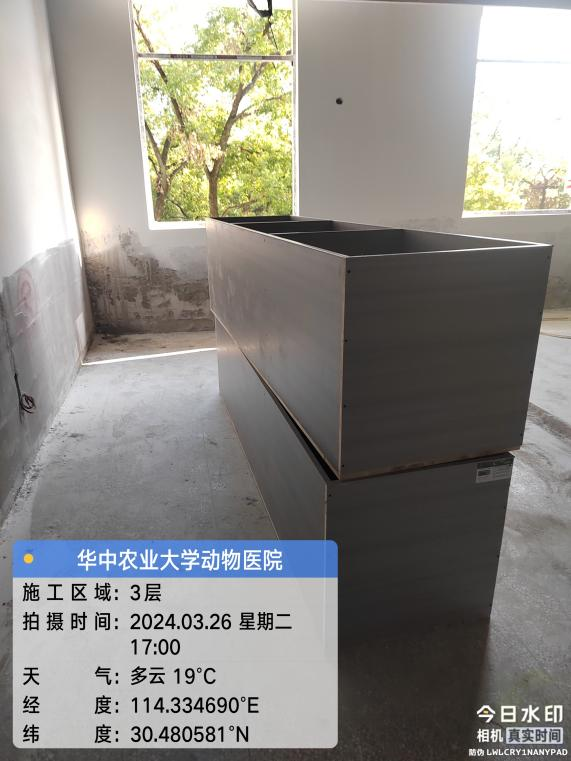 华中农业大学动物医院
施工区域：3层
拍摄时间：2024.03.26 星期二
17:00
天 气：多云 19°C
经 度：114.334690°E
纬 度：30.480581°N
今日水印
相机 真实时间
防伪 LWLCRY1NANYPAD